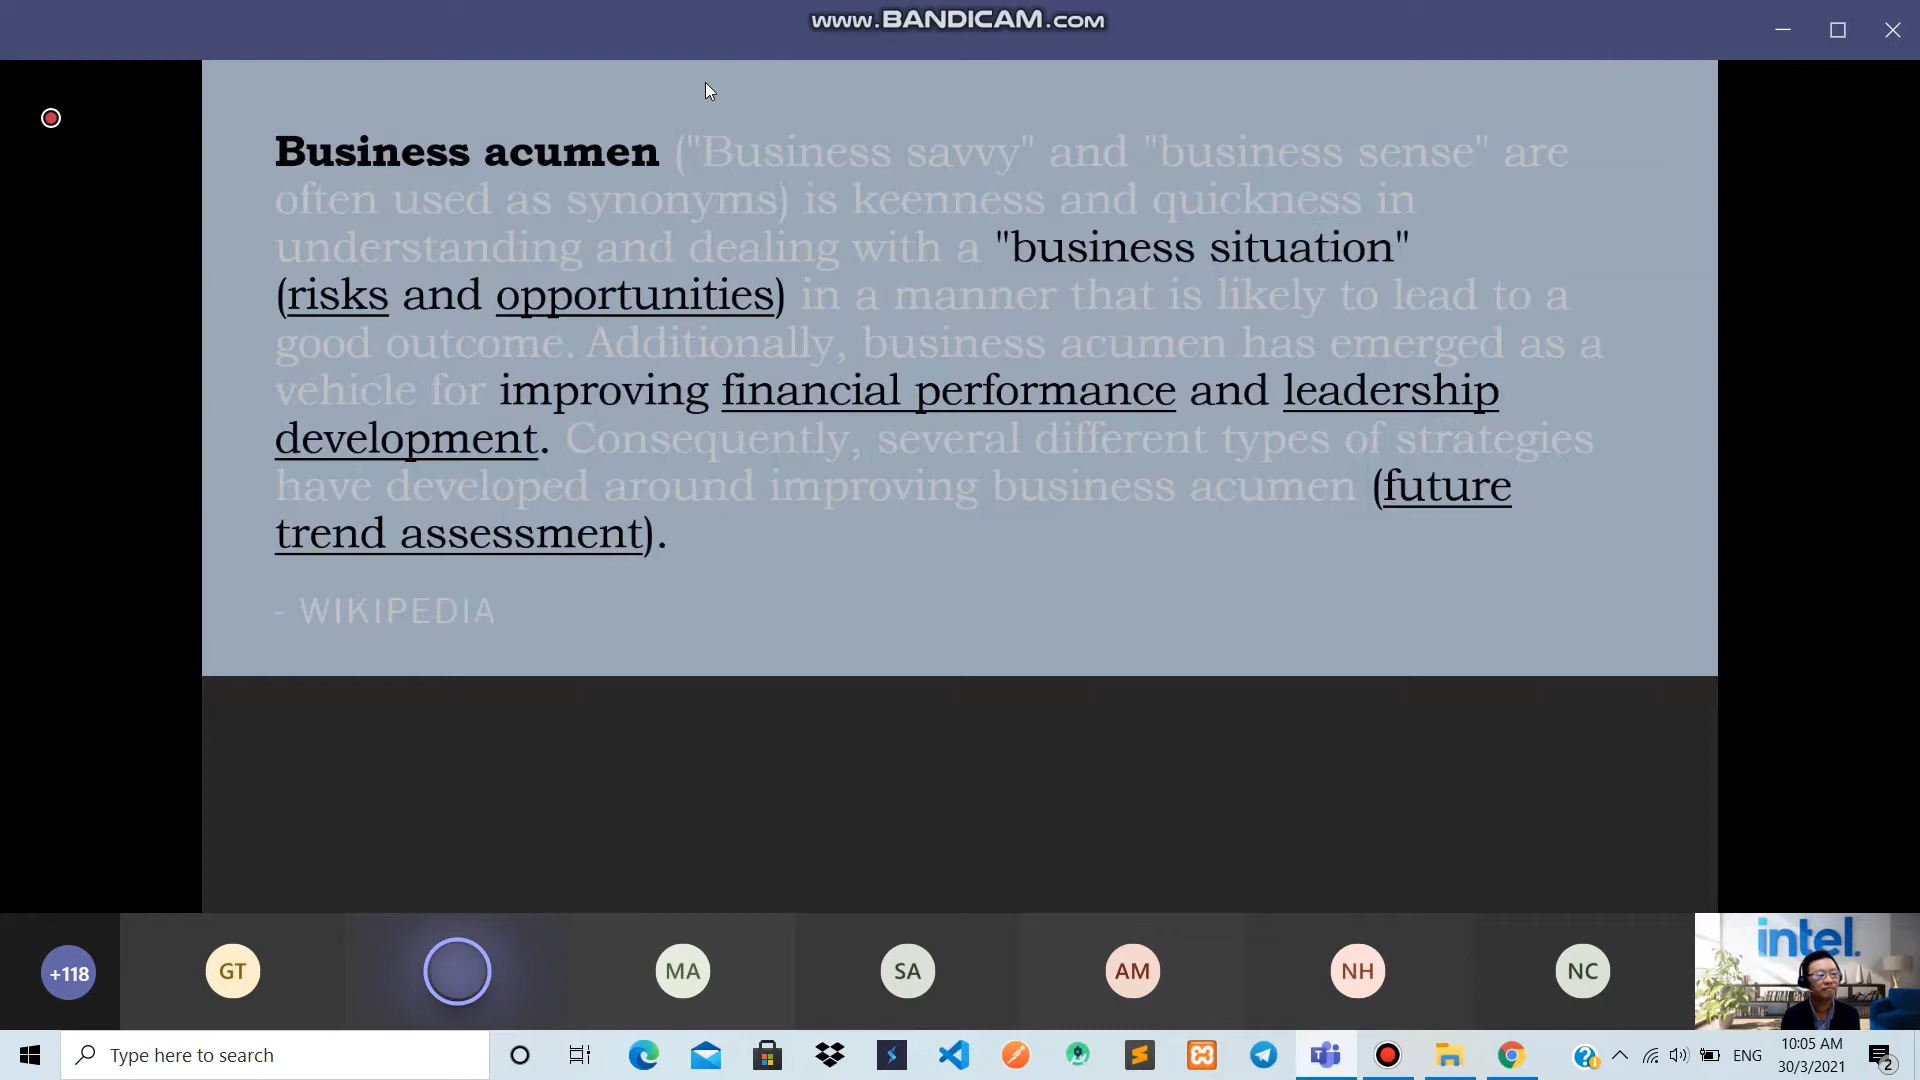 www.BANDICAM.com
Business acumen ("Business savvy" and "business sense" are
often used as synonyms) is keenness and quickness in
understanding and dealing with a "business situation"
(risks and opportunities) in a manner that is likely to lead to a
good outcome. Additionally, business acumen has emerged as a
vehicle for improving financial performance and leadership
development. Consequently, several different types of strategies
have developed around improving business acumen (future
trend assessment).
- WIKIPEDIA
+118
GT
MA
SA
AM
NH
NC
intel.
Type here to search
ENG
10:05 AM
30/3/2021
2